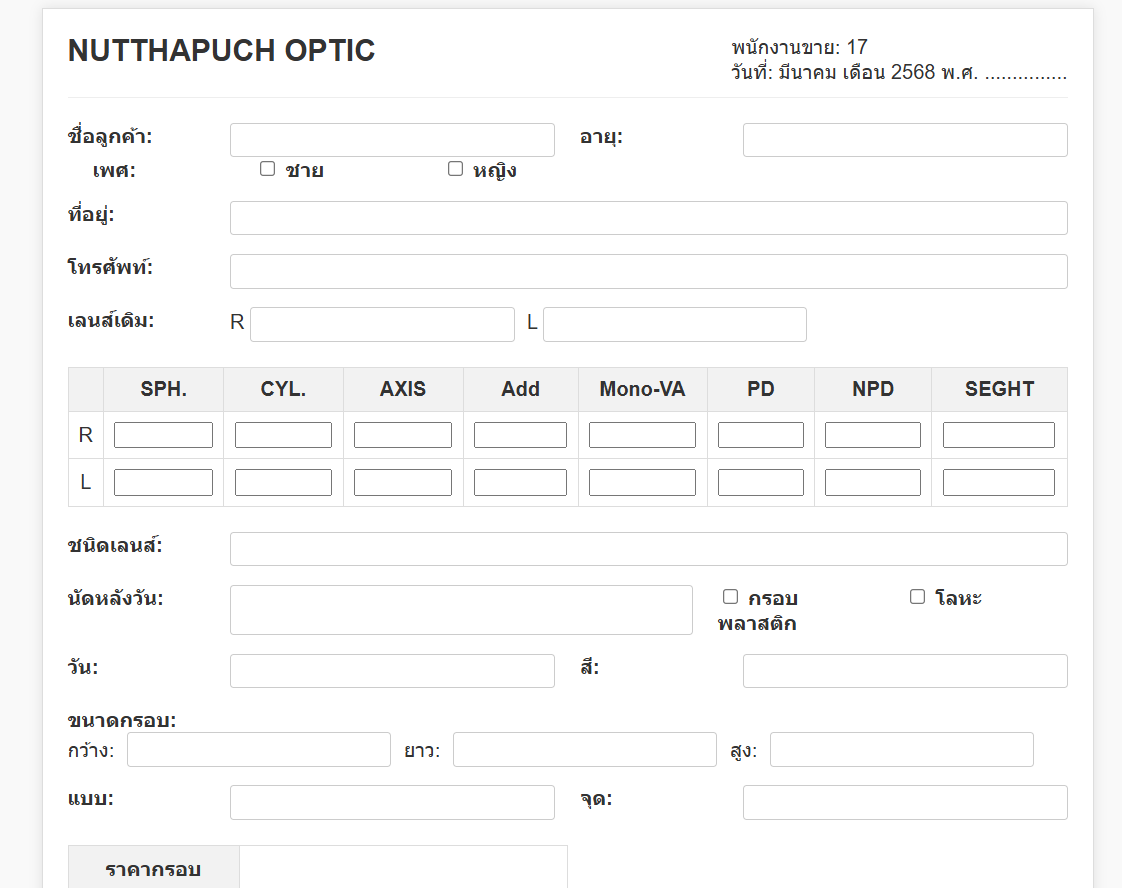 NUTTHAPUCH OPTIC
พนักงานขาย: 17
วันที่: มีนาคม เดือน 2568 พ.ศ. ...............
ชื่อลูกค้า: อายุ:
เพศ: ชาย หญิง
ที่อยู่:
โทรศัพท์:
เลนส์เดิม: R L
SPH. CYL. AXIS Add Mono-VA PD NPD SEGHT
R
L
ชนิดเลนส์:
นัดหลังวัน: กรอบ โลหะ
พลาสติก
วัน: สี:
ขนาดกรอบ:
กว้าง: ยาว: สูง:
แบบ: จุด:
ราคากรอบ